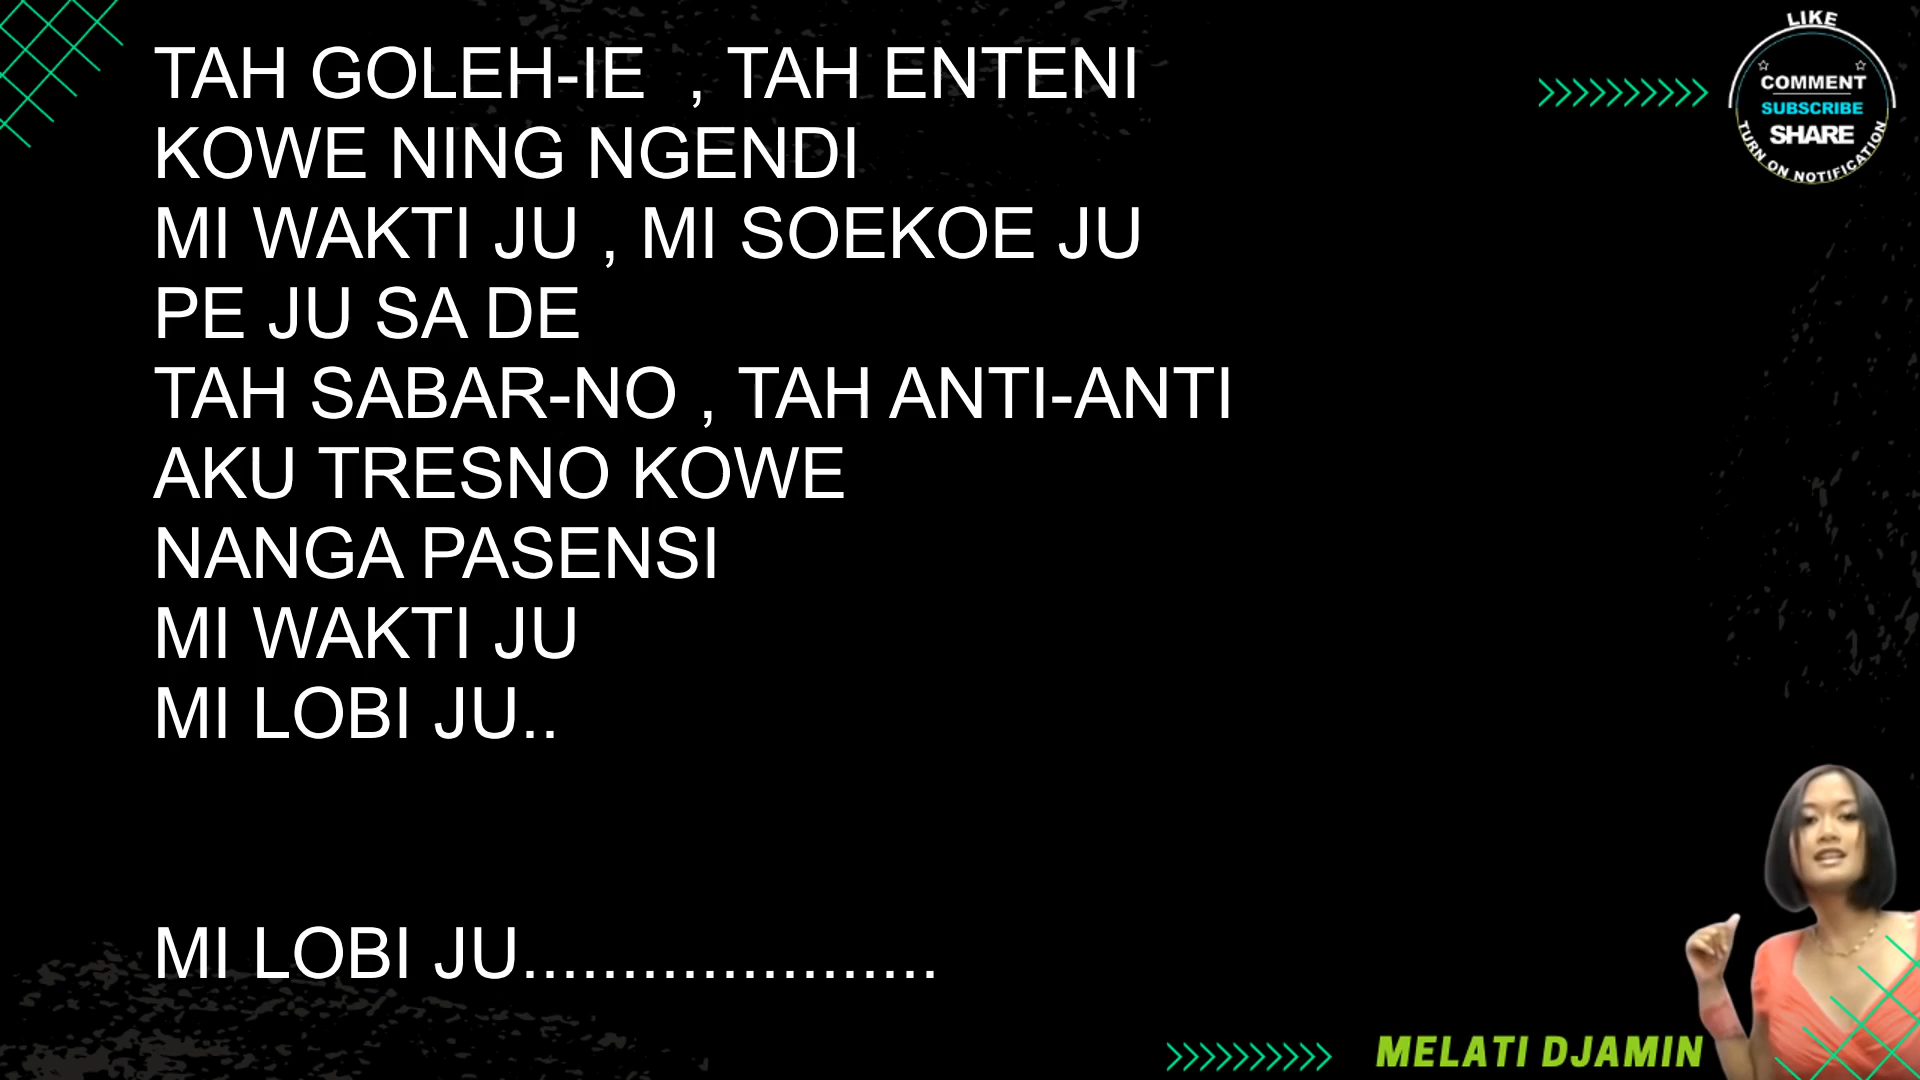 TAH GOLEH-IE , TAH ENTENI
KOWE NING NGENDI
MI WAKTI JU , MI SOEKOE JU
PE JU SA DE
TAH SABAR-NO , TAH ANTI-ANTI
AKU TRESNO KOWE
NANGA PASENSI
MI WAKTI JU
MI LOBI JU..
MI LOBI JU.....................
LIKE
COMMENT
SUBSCRIBE
SHARE
TURN ON NOTIFICATION
MELATI DJAMIN